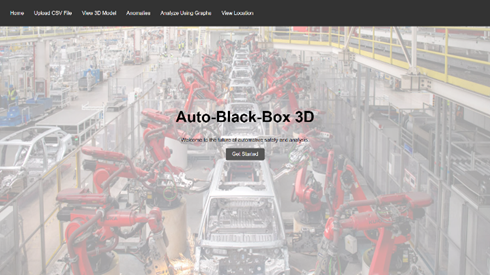 Home Upload CSV File View 3D Model Anomalies Analyze Using Graphs View Location
Auto-Black-Box 3D
Welcome to the future of automotive safety and analysis.
Get Started